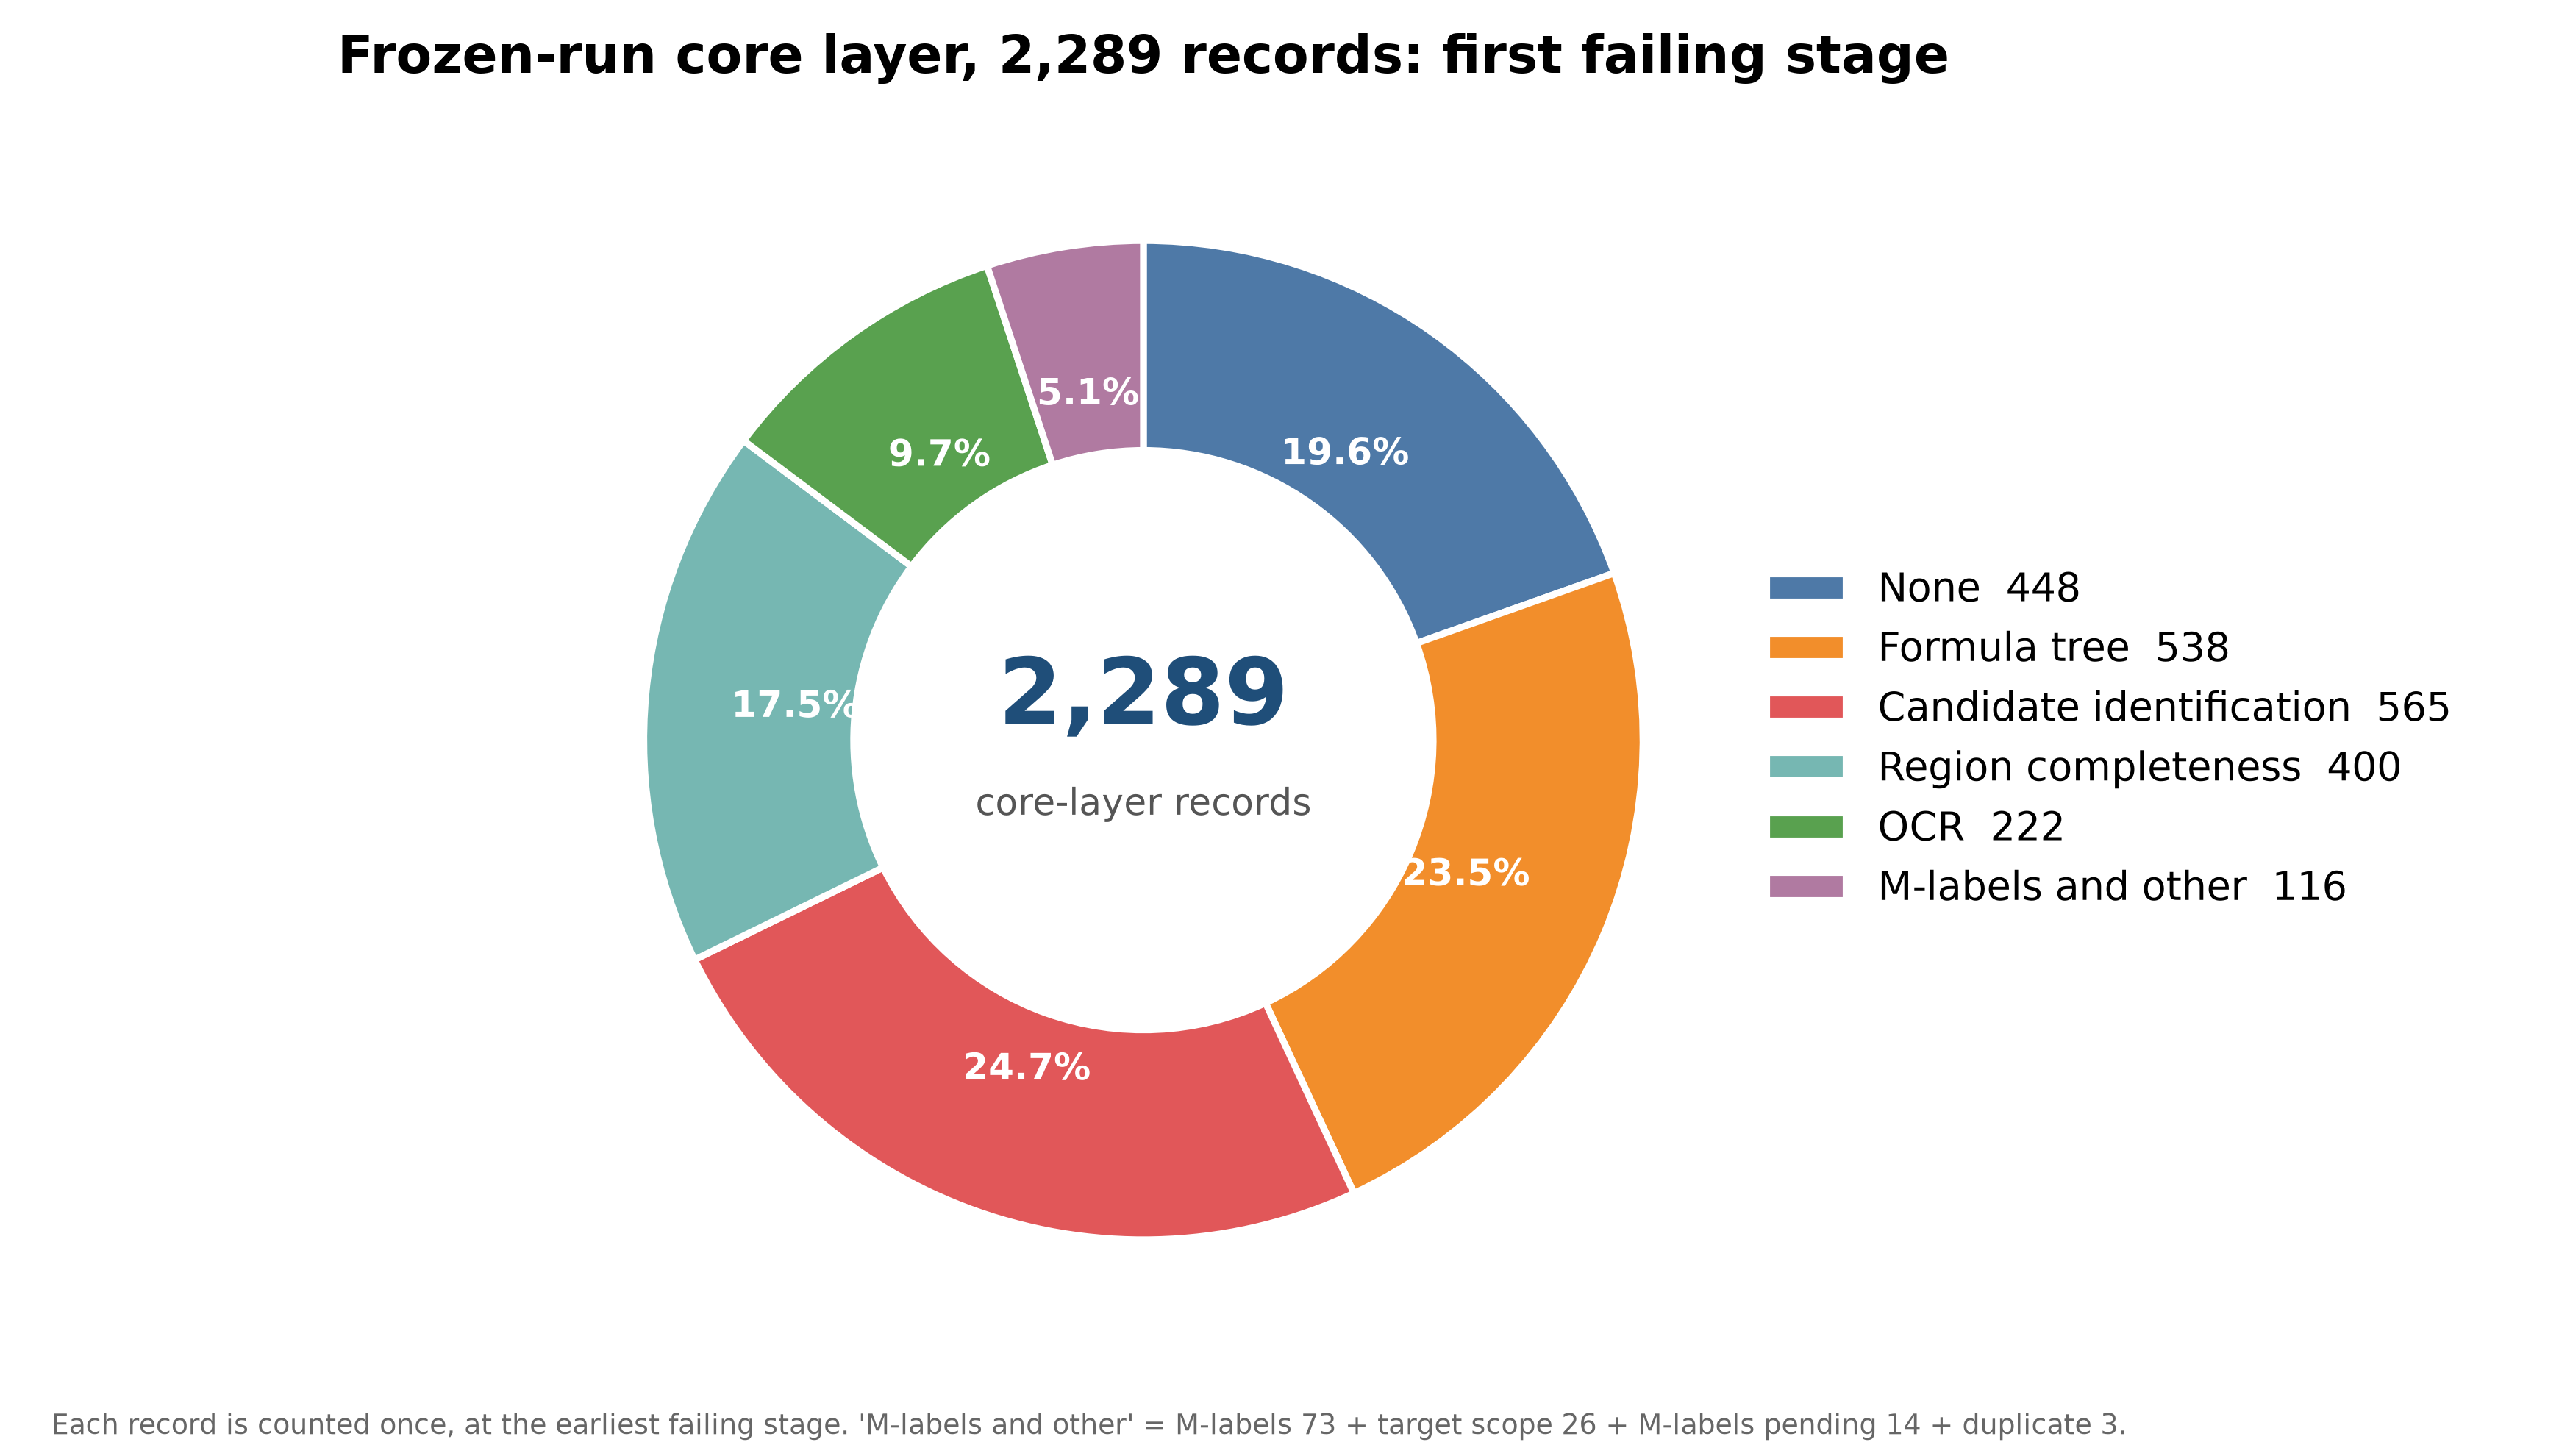 Frozen-run core layer, 2,289 records: first failing stage
5.1%
19.6%
9.7%
17.5%
23.5%
24.7%
2,289
core-layer records
None 448
Formula tree 538
Candidate identification 565
Region completeness 400
OCR 222
M-labels and other 116
Each record is counted once, at the earliest failing stage. 'M-labels and other' = M-labels 73 + target scope 26 + M-labels pending 14 + duplicate 3.